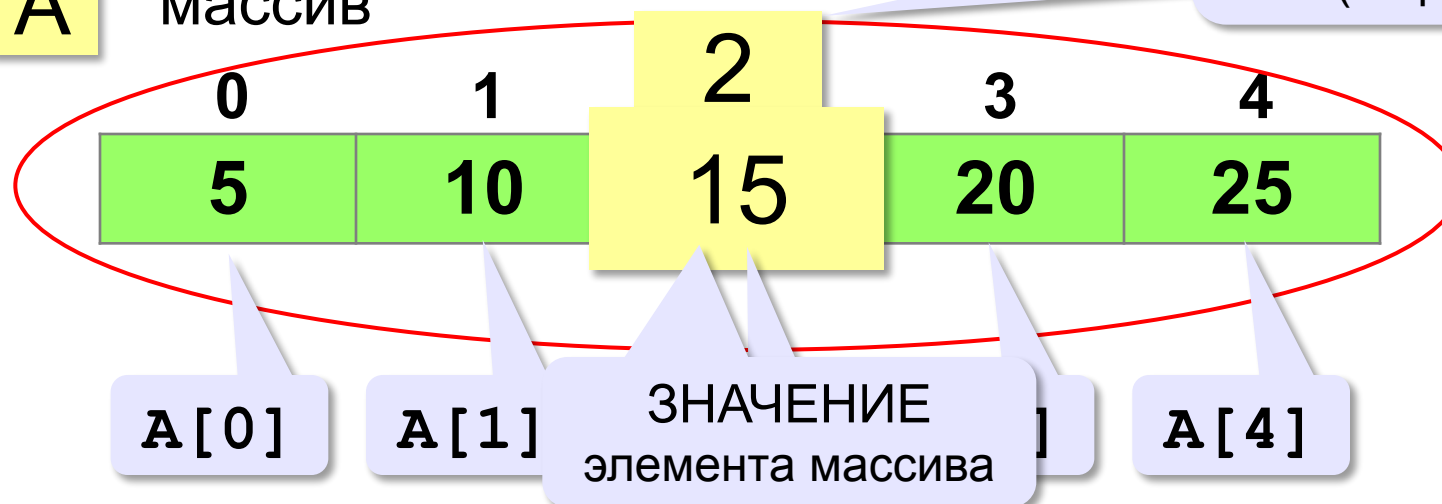 А массив
0 1 2 3 4
5 10 15 20 25
A[0] A[1] ] A[4]
ЗНАЧЕНИЕ
элемента массива